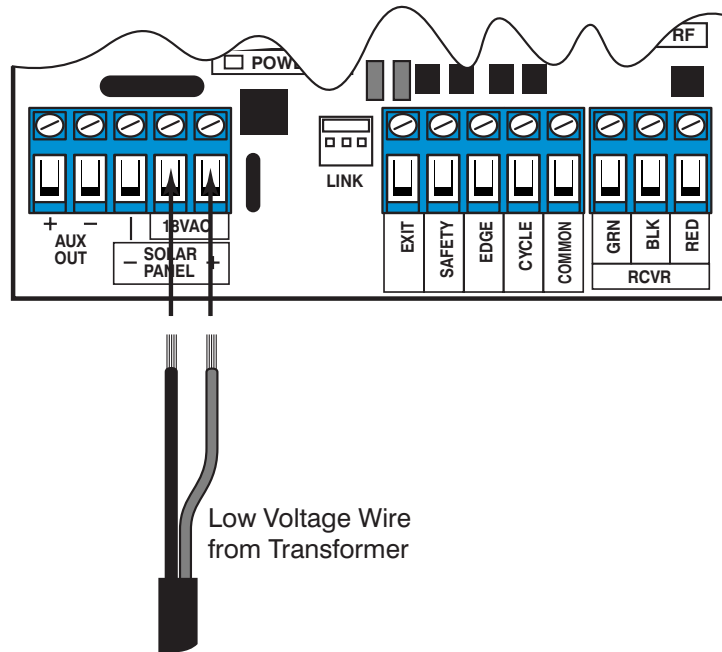 RF
POW
LINK
+ − 18VAC
AUX
OUT
− SOLAR +
PANEL
EXIT
SAFETY
EDGE
CYCLE
COMMON
GRN
BLK
RED
RCVR
Low Voltage Wire
from Transformer